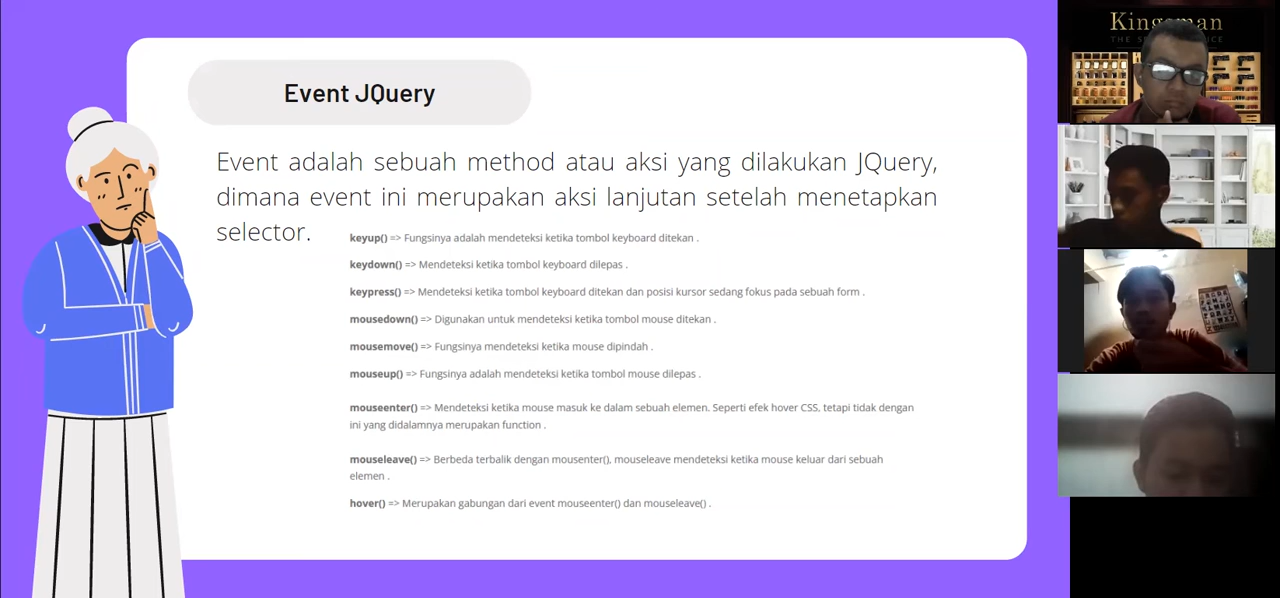 Event JQuery
Event adalah sebuah method atau aksi yang dilakukan JQuery,
dimana event ini merupakan aksi lanjutan setelah menetapkan
selector.
keyup() => Fungsinya adalah mendeteksi ketika tombol keyboard ditekan .
keydown() => Mendeteksi ketika tombol keyboard dilepas .
keypress() => Mendeteksi ketika tombol keyboard ditekan dan posisi kursor sedang fokus pada sebuah form .
mousedown() => Digunakan untuk mendeteksi ketika tombol mouse ditekan .
mousemove() => Fungsinya mendeteksi ketika mouse dipindah .
mouseup() => Fungsinya adalah mendeteksi ketika tombol mouse dilepas .
mouseenter() => Mendeteksi ketika mouse masuk ke dalam sebuah elemen. Seperti efek hover CSS, tetapi tidak dengan
ini yang didalamnya merupakan function .
mouseleave() => Berbeda terbalik dengan mousenter(), mouseleave mendeteksi ketika mouse keluar dari sebuah
elemen .
hover() => Merupakan gabungan dari event mouseenter() dan mouseleave() .